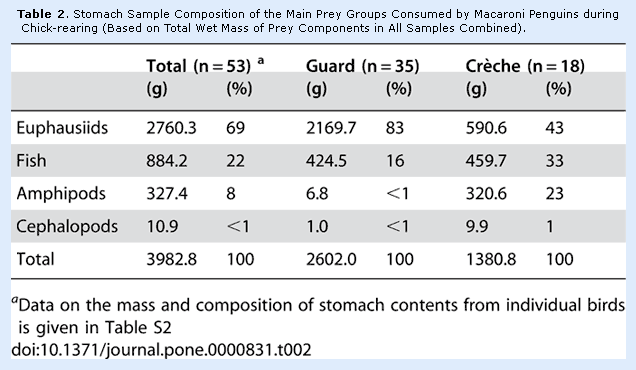 Table 2. Stomach Sample Composition of the Main Prey Groups Consumed by Macaroni Penguins during
Chick-rearing (Based on Total Wet Mass of Prey Components in All Samples Combined).
Total (n = 53) a Guard (n = 35) Crèche (n = 18)
(g) (%) (g) (%) (g) (%)
Euphausiids 2760.3 69 2169.7 83 590.6 43
Fish 884.2 22 424.5 16 459.7 33
Amphipods 327.4 8 6.8 <1 320.6 23
Cephalopods 10.9 <1 1.0 <1 9.9 1
Total 3982.8 100 2602.0 100 1380.8 100
aData on the mass and composition of stomach contents from individual birds
is given in Table S2
doi:10.1371/journal.pone.0000831.t002